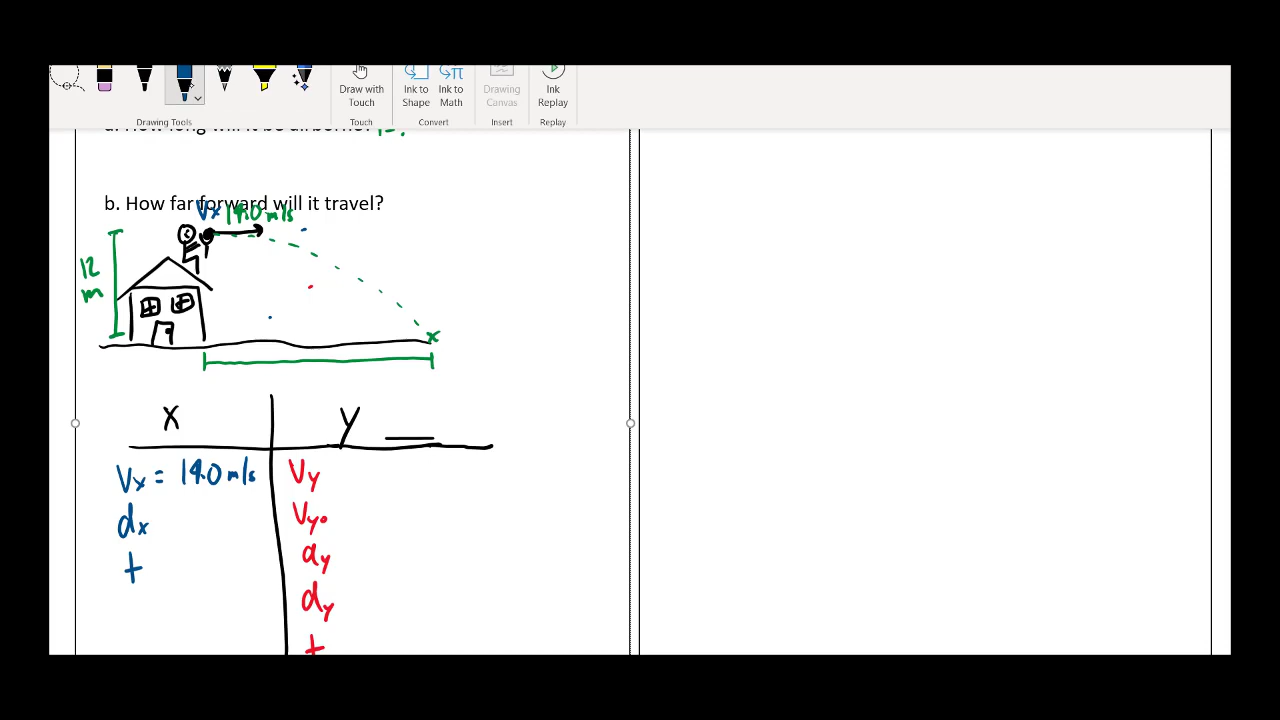 Draw with Touch
Ink to Shape
Ink to Math
Drawing Canvas
Ink Replay
Drawing Tools
Touch
Convert
Insert
Replay
b. How far forward will it travel?
Vx 14.0 m/s
12 m
x
x
y
Vx = 14.0 m/s
dx
t
Vy
Vy₀
ay
dy
t